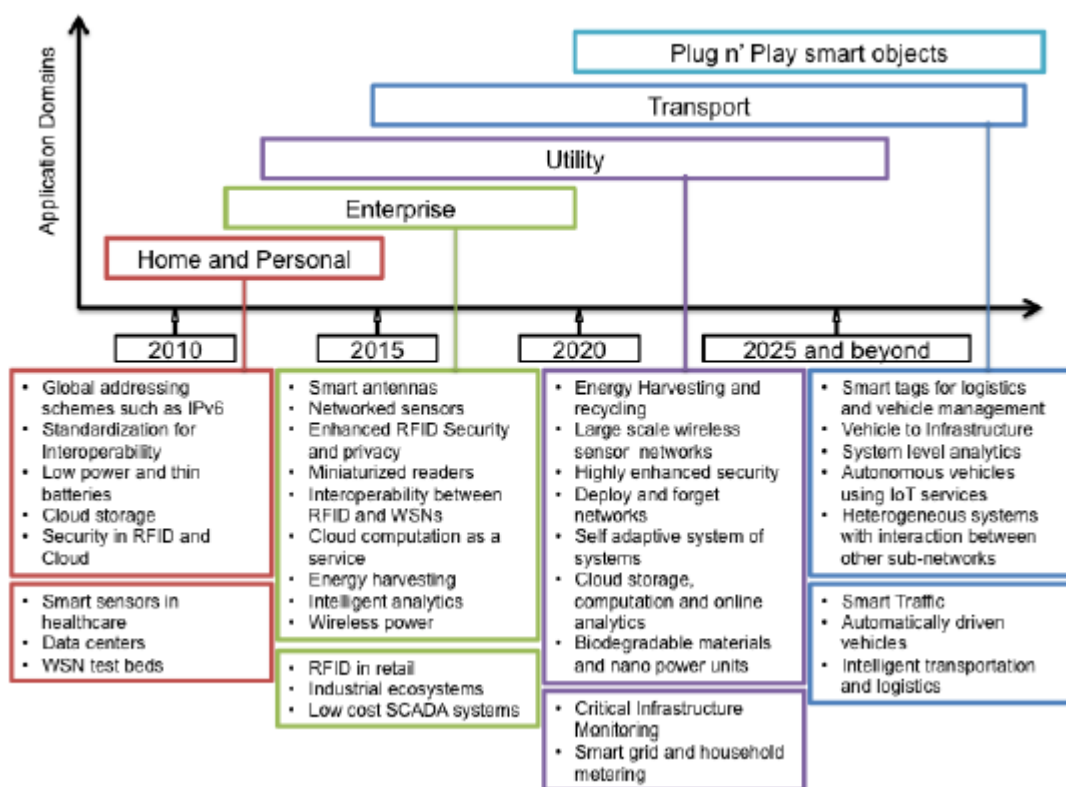 Application Domains
Plug n' Play smart objects
Transport
Utility
Enterprise
Home and Personal
2010
2015
2020
2025 and beyond
• Global addressing
schemes such as IPv6
• Standardization for
Interoperability
• Low power and thin
batteries
• Cloud storage
• Security in RFID and
Cloud
• Smart sensors in
healthcare
• Data centers
• WSN test beds
• Smart antennas
• Networked sensors
• Enhanced RFID Security
and privacy
• Miniaturized readers
• Interoperability between
RFID and WSNs
• Cloud computation as a
service
• Energy harvesting
• Intelligent analytics
• Wireless power
• RFID in retail
• Industrial ecosystems
• Low cost SCADA systems
• Energy Harvesting and
recycling
• Large scale wireless
sensor networks
• Highly enhanced security
• Deploy and forget
networks
• Self adaptive system of
systems
• Cloud storage,
computation and online
analytics
• Biodegradable materials
and nano power units
• Critical Infrastructure
Monitoring
• Smart grid and household
metering
• Smart tags for logistics
and vehicle management
• Vehicle to Infrastructure
• System level analytics
• Autonomous vehicles
using IoT services
• Heterogeneous systems
with interaction between
other sub-networks
• Smart Traffic
• Automatically driven
vehicles
• Intelligent transportation
and logistics